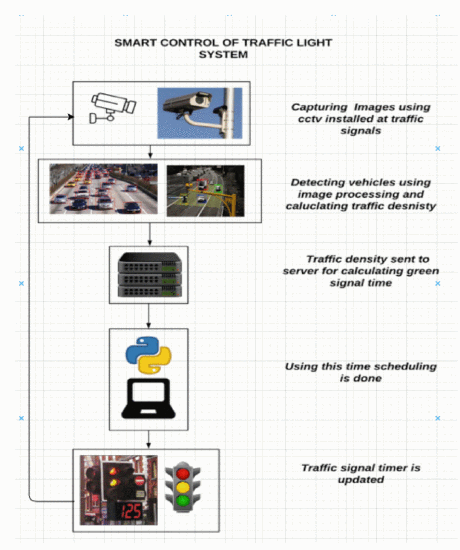 SMART CONTROL OF TRAFFIC LIGHT
SYSTEM
Capturing Images using
cctv installed at traffic
signals
Detecting vehicles using
image processing and
caluclating traffic desnisty
Traffic density sent to
server for calculating green
signal time
Using this time scheduling
is done
Traffic signal timer is
updated
125